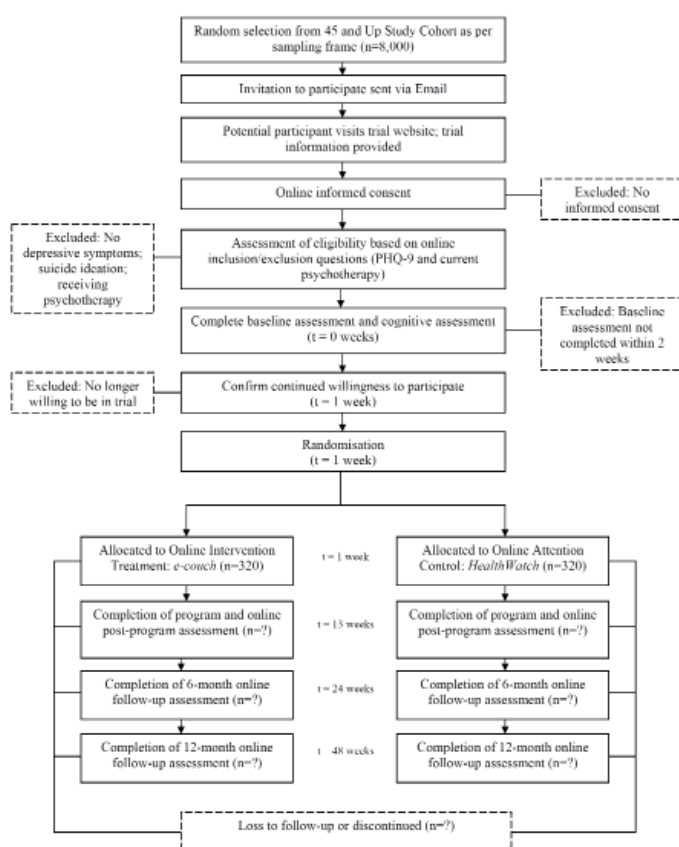 Random selection from 45 and Up Study Cohort as per
sampling frame (n=8,000)
Invitation to participate sent via Email
Potential participant visits trial website; trial
information provided
Online informed consent
Excluded: No
informed consent
Excluded: No
depressive symptoms;
suicide ideation;
receiving
psychotherapy
Assessment of eligibility based on online
inclusion/exclusion questions (PHQ-9 and current
psychotherapy)
Complete baseline assessment and cognitive assessment
(t = 0 weeks)
Excluded: Baseline
assessment not
completed within 2
weeks
Excluded: No longer
willing to be in trial
Confirm continued willingness to participate
(t = 1 week)
Randomisation
(t = 1 week)
Allocated to Online Intervention
Treatment: e-couch (n=320)
t = 1 week
Allocated to Online Attention
Control: HealthWatch (n=320)
Completion of program and online
post-program assessment (n=?)
t = 13 weeks
Completion of program and online
post-program assessment (n=?)
Completion of 6-month online
follow-up assessment (n=?)
t = 24 weeks
Completion of 6-month online
follow-up assessment (n=?)
Completion of 12-month online
follow-up assessment (n=?)
t 48 weeks
Completion of 12-month online
follow-up assessment (n=?)
Loss to follow-up or discontinued (n=?)